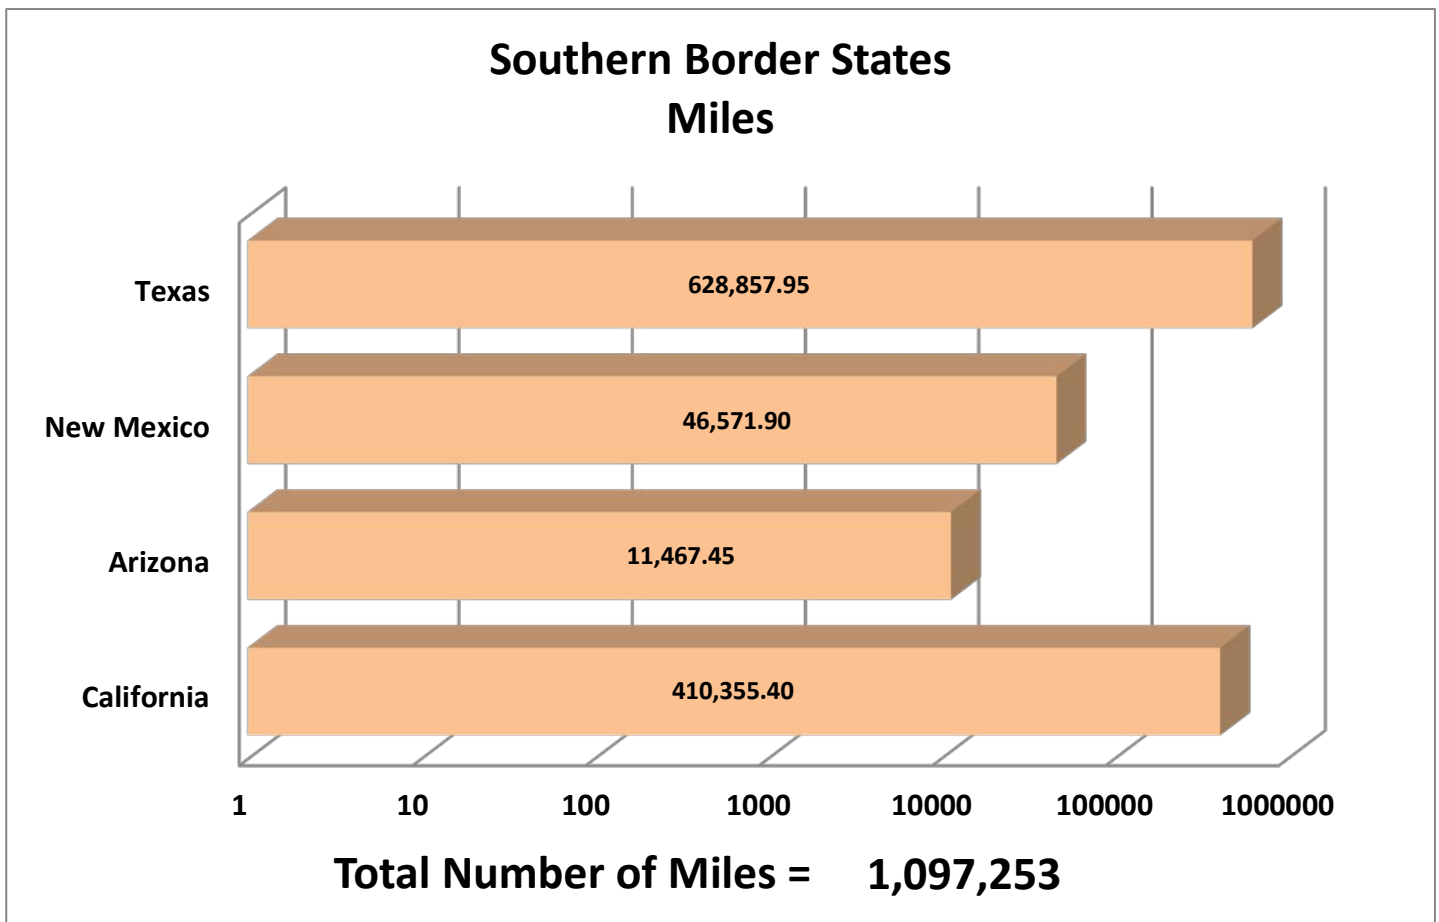 Southern Border States
Miles
Texas
628,857.95
New Mexico
46,571.90
Arizona
11,467.45
California
410,355.40
1 10 100 1000 10000 100000 1000000
Total Number of Miles = 1,097,253